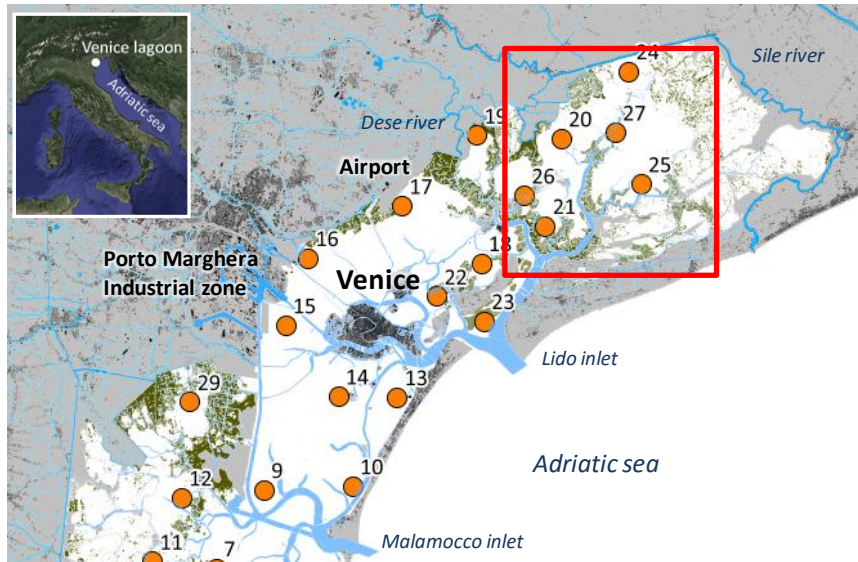 Venice lagoon
Adriatic sea
Sile river
24
20
27
19
Dese river
Airport
25
26
17
21
16
18
Porto Marghera
Industrial zone
Venice
22
15
23
Lido inlet
29
14
13
Adriatic sea
12
9
10
Malamocco inlet
11
7